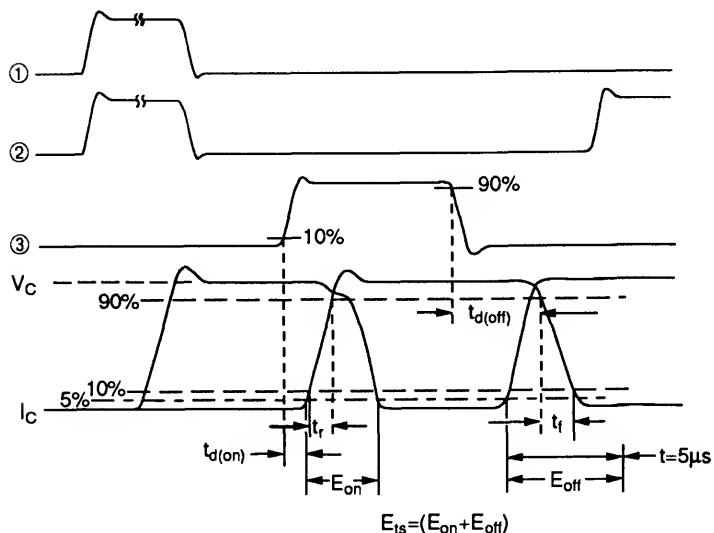 ①
②
90%
③
10%
V_C
90%
t_d(off)
10%
5%
I_C
t_r
t_f
t_d(on)
t=5µs
E_on
E_off
E_ts=(E_on+E_off)